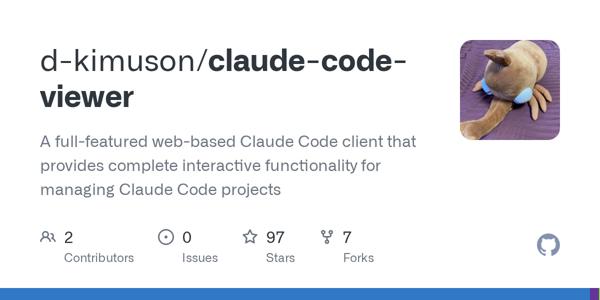 d-kimuson/claude-code-
viewer
A full-featured web-based Claude Code client that
provides complete interactive functionality for
managing Claude Code projects
2 0 97 7
Contributors Issues Stars Forks